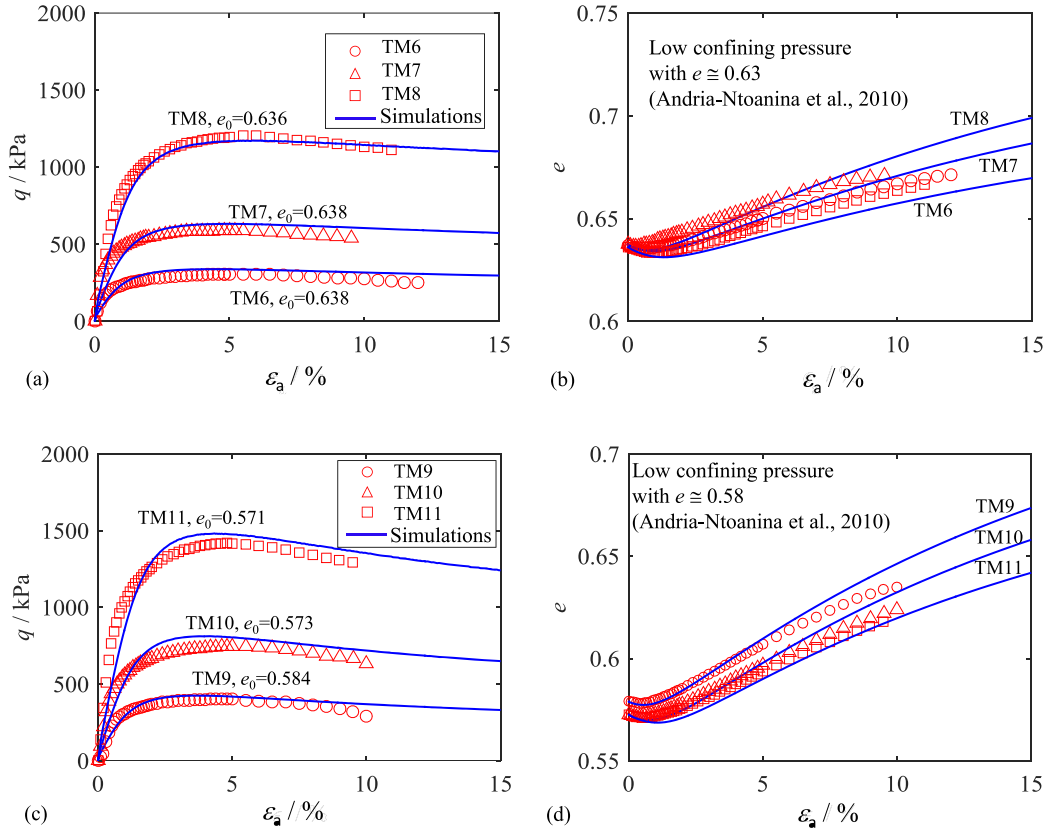 2000
1500
1000
500
0
q / kPa
TM6
TM7
TM8
Simulations
TM8, e0=0.636
TM7, e0=0.638
TM6, e0=0.638
0
5
10
15
εa / %
(a)
0.7
0.65
0.6
e
Low confining pressure
with e ≅ 0.63
(Andria-Ntoanina et al., 2010)
TM8
TM7
TM6
0
5
10
15
εa / %
(b)
2000
1500
1000
500
0
q / kPa
TM9
TM10
TM11
Simulations
TM11, e0=0.571
TM10, e0=0.573
TM9, e0=0.584
0
5
10
15
εa / %
(c)
0.7
0.65
0.6
0.55
e
Low confining pressure
with e ≅ 0.58
(Andria-Ntoanina et al., 2010)
TM9
TM10
TM11
0
5
10
15
εa / %
(d)